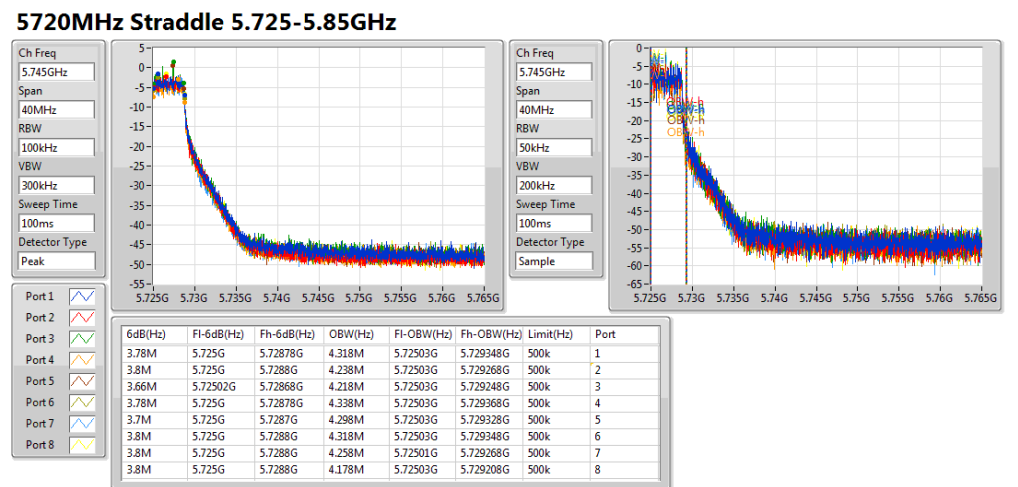 5720MHz Straddle 5.725-5.85GHz
Ch Freq
5.745GHz
Span
40MHz
RBW
100kHz
VBW
300kHz
Sweep Time
100ms
Detector Type
Peak
5
0
-5
-10
-15
-20
-25
-30
-35
-40
-45
-50
-55
5.725G 5.73G 5.735G 5.74G 5.745G 5.75G 5.755G 5.76G 5.765G
Ch Freq
5.745GHz
Span
40MHz
RBW
50kHz
VBW
200kHz
Sweep Time
100ms
Detector Type
Sample
0
-5
-10
-15
-20
-25
-30
-35
-40
-45
-50
-55
-60
-65
OBW-h
OBW-h
OBW-h
5.725G 5.73G 5.735G 5.74G 5.745G 5.75G 5.755G 5.76G 5.765G
Port 1
Port 2
Port 3
Port 4
Port 5
Port 6
Port 7
Port 8
6dB(Hz) Fl-6dB(Hz) Fh-6dB(Hz) OBW(Hz) Fl-OBW(Hz) Fh-OBW(Hz) Limit(Hz) Port
3.78M 5.725G 5.72878G 4.318M 5.72503G 5.729348G 500k 1
3.8M 5.725G 5.7288G 4.238M 5.72503G 5.729268G 500k 2
3.66M 5.72502G 5.72868G 4.218M 5.72503G 5.729248G 500k 3
3.78M 5.725G 5.72878G 4.338M 5.72503G 5.729368G 500k 4
3.7M 5.725G 5.7287G 4.298M 5.72503G 5.729328G 500k 5
3.8M 5.725G 5.7288G 4.318M 5.72503G 5.729348G 500k 6
3.8M 5.725G 5.7288G 4.258M 5.72501G 5.729268G 500k 7
3.8M 5.725G 5.7288G 4.178M 5.72503G 5.729208G 500k 8